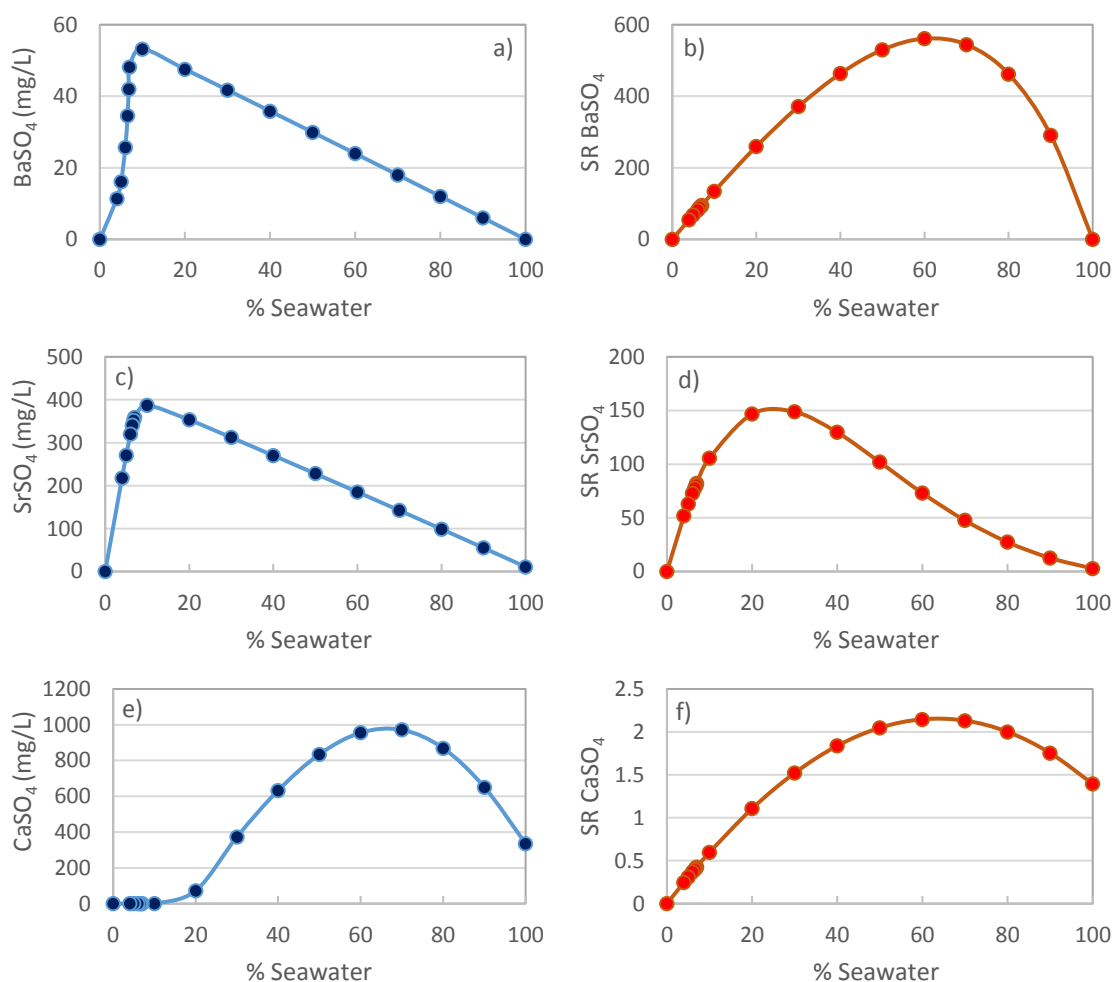 60
40
20
0
BaSO4 (mg/L)
a)
0 20 40 60 80 100
% Seawater
600
400
200
0
SR BaSO4
b)
0 20 40 60 80 100
% Seawater
500
400
300
200
100
0
SrSO4 (mg/L)
c)
0 20 40 60 80 100
% Seawater
200
150
100
50
0
SR SrSO4
d)
0 20 40 60 80 100
% Seawater
1200
1000
800
600
400
200
0
CaSO4 (mg/L)
e)
0 20 40 60 80 100
% Seawater
2.5
2
1.5
1
0.5
0
SR CaSO4
f)
0 20 40 60 80 100
% Seawater